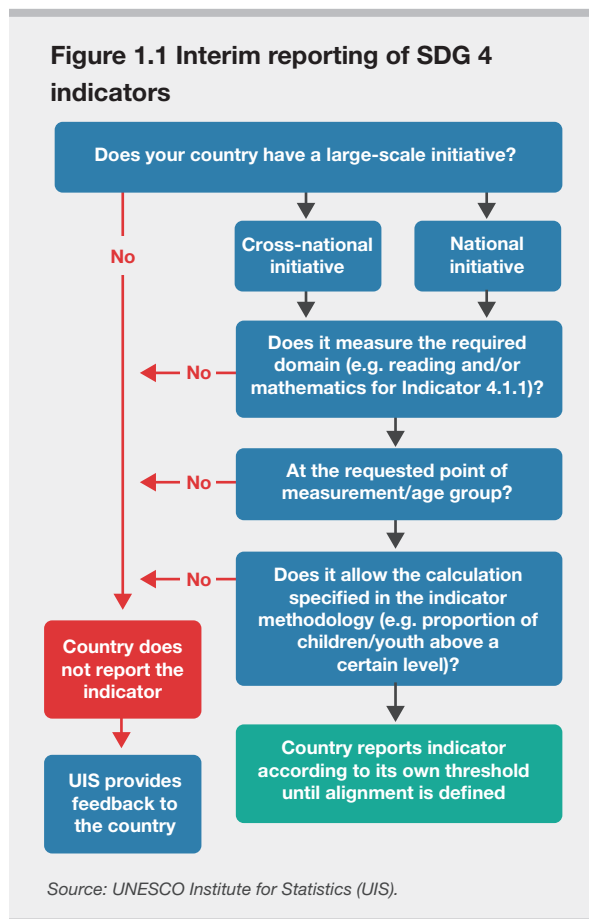 Figure 1.1 Interim reporting of SDG 4
indicators
Does your country have a large-scale initiative?
No
Cross-national
initiative
National
initiative
Does it measure the required
domain (e.g. reading and/or
mathematics for Indicator 4.1.1)?
No
At the requested point of
measurement/age group?
No
Does it allow the calculation
specified in the indicator
methodology (e.g. proportion of
children/youth above a
certain level)?
No
Country does
not report the
indicator
Country reports indicator
according to its own threshold
until alignment is defined
UIS provides
feedback to
the country
Source: UNESCO Institute for Statistics (UIS).